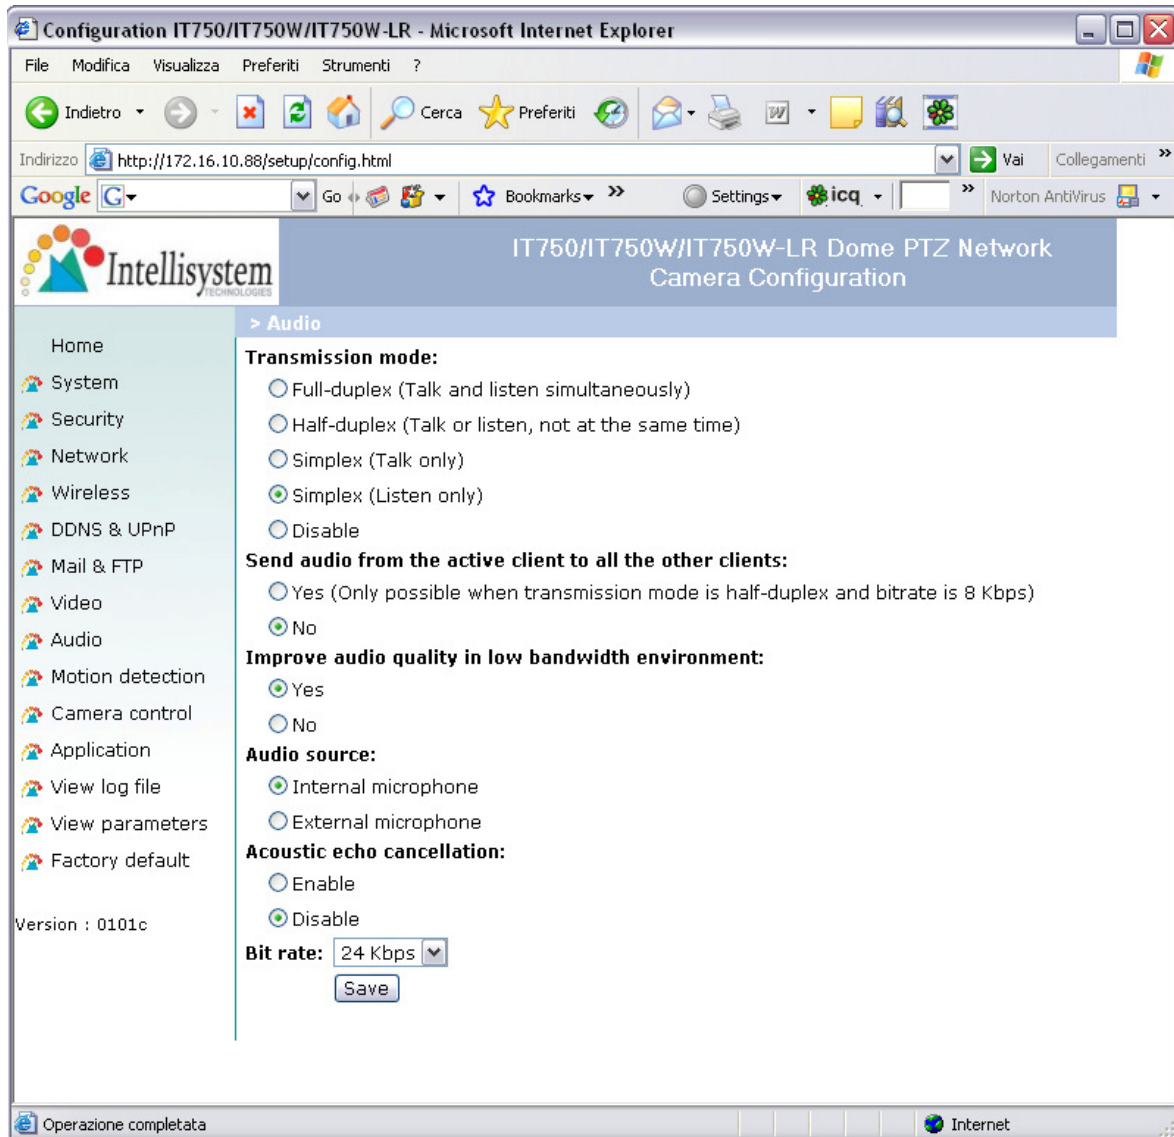 Configuration IT750/IT750W/IT750W-LR - Microsoft Internet Explorer
File Modifica Visualizza Preferiti Strumenti ?
Indietro Cerca Preferiti
Indirizzo http://172.16.10.88/setup/config.html Vai Collegamenti »
Google G Go Bookmarks » Settings icq » Norton AntiVirus
Intellisystem
TECHNOLOGIES
IT750/IT750W/IT750W-LR Dome PTZ Network
Camera Configuration
> Audio
Home
System
Security
Network
Wireless
DDNS & UPnP
Mail & FTP
Video
Audio
Motion detection
Camera control
Application
View log file
View parameters
Factory default
Version : 0101c
Transmission mode:
Full-duplex (Talk and listen simultaneously)
Half-duplex (Talk or listen, not at the same time)
Simplex (Talk only)
Simplex (Listen only)
Disable
Send audio from the active client to all the other clients:
Yes (Only possible when transmission mode is half-duplex and bitrate is 8 Kbps)
No
Improve audio quality in low bandwidth environment:
Yes
No
Audio source:
Internal microphone
External microphone
Acoustic echo cancellation:
Enable
Disable
Bit rate: 24 Kbps
Save
Operazione completata Internet